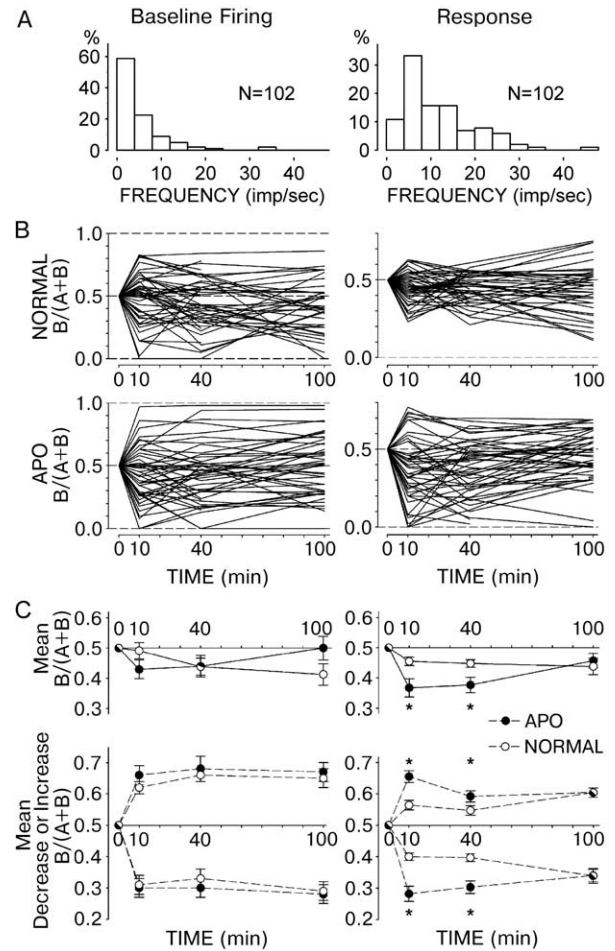 A
Baseline Firing
Response
%
60
40
20
0
N=102
0 10 20 30 40
FREQUENCY (imp/sec)
%
40
30
20
10
0
N=102
0 10 20 30 40
FREQUENCY (imp/sec)
B
NORMAL
B/(A+B)
1.0
0.5
0.0
0 10 40 100
0.5
0.0
0 10 40 100
APO
B/(A+B)
1.0
0.5
0.0
0 10 40 100
TIME (min)
0.5
0.0
0 10 40 100
TIME (min)
C
Mean
B/(A+B)
0.6
0.5
0.4
0.3
0 10 40 100
0.6
0.5
0.4
0.3
0 10 40 100
* *
APO
NORMAL
Mean
Decrease or Increase
B/(A+B)
0.7
0.6
0.5
0.4
0.3
0.2
0 10 40 100
TIME (min)
0.7
0.6
0.5
0.4
0.3
0.2
* *
* *
0 10 40 100
TIME (min)